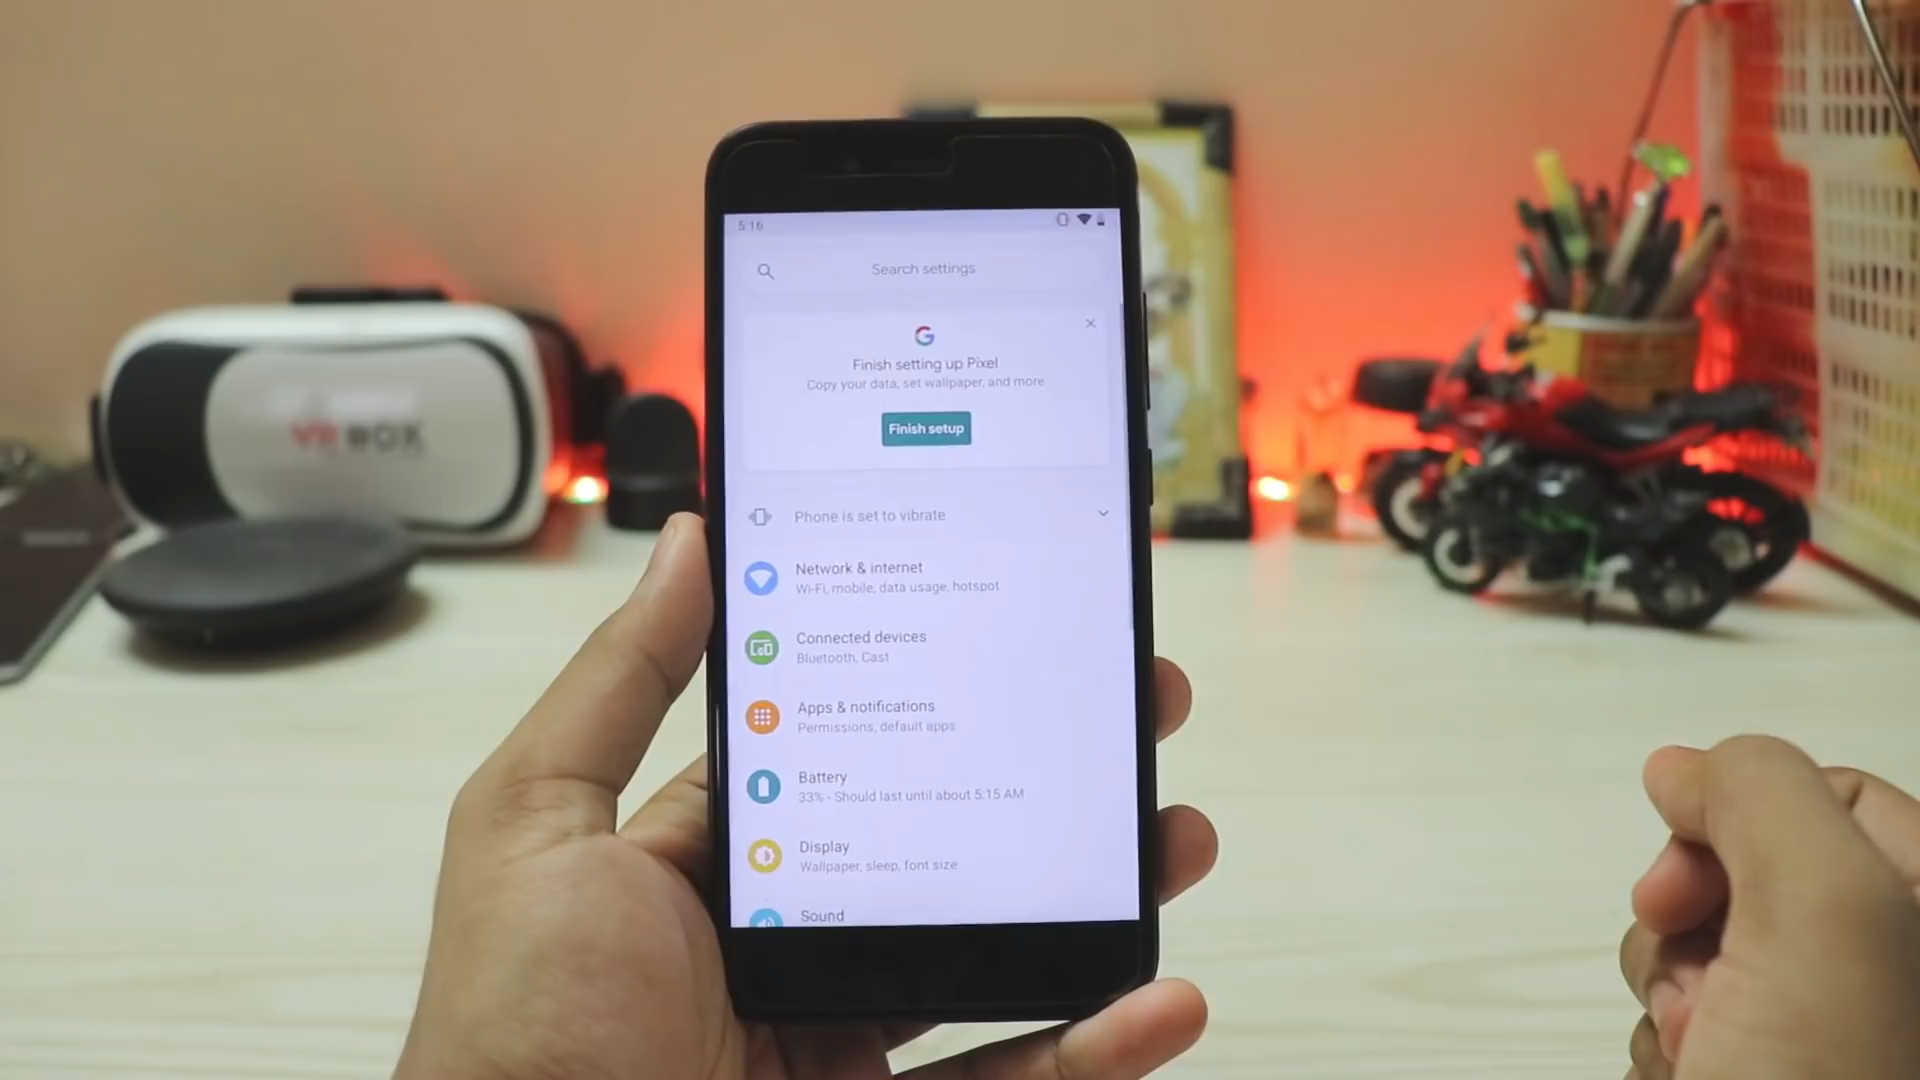 5:16
Search settings
Finish setting up Pixel
Copy your data, set wallpaper, and more
Finish setup
Phone is set to vibrate
Network & internet
Wi-Fi, mobile, data usage, hotspot
Connected devices
Bluetooth, Cast
Apps & notifications
Permissions, default apps
Battery
33% - Should last until about 5:15 AM
Display
Wallpaper, sleep, font size
Sound
VR BOX